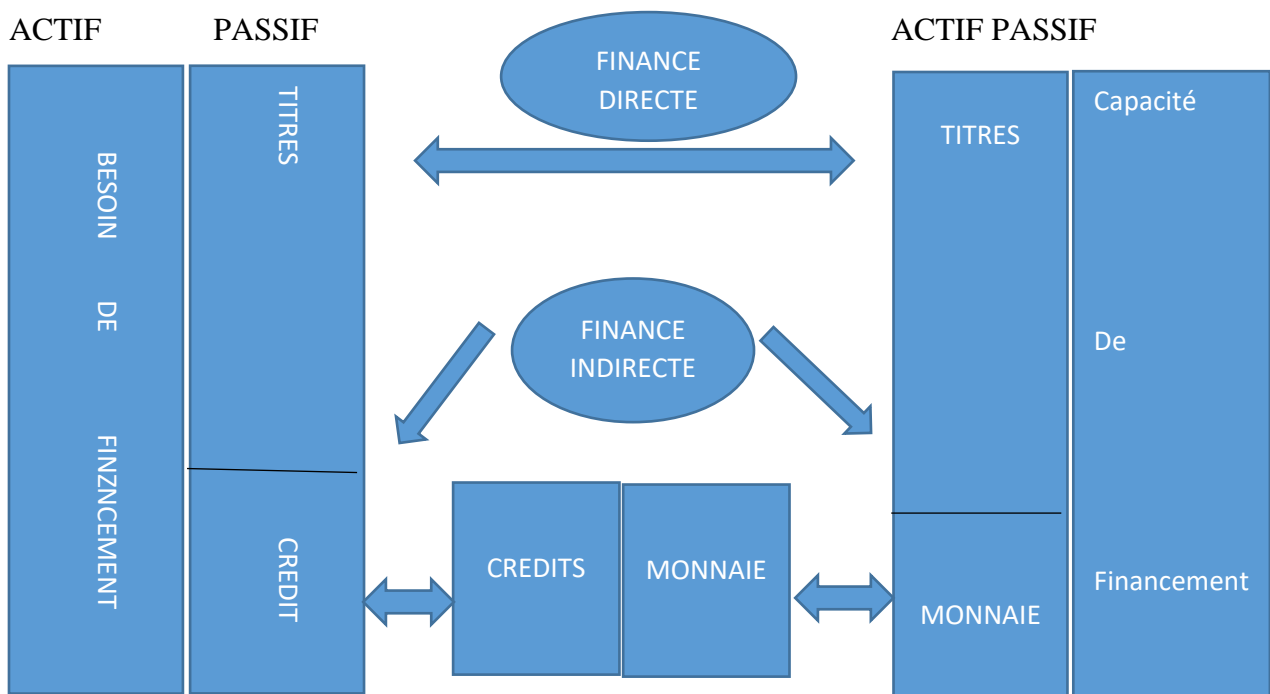 ACTIF PASSIF
ACTIF PASSIF
BESOIN DE FINZNCEMENT
TITRES
CREDIT
FINANCE
DIRECTE
FINANCE
INDIRECTE
CREDITS
MONNAIE
TITRES
MONNAIE
Capacité
De
Financement